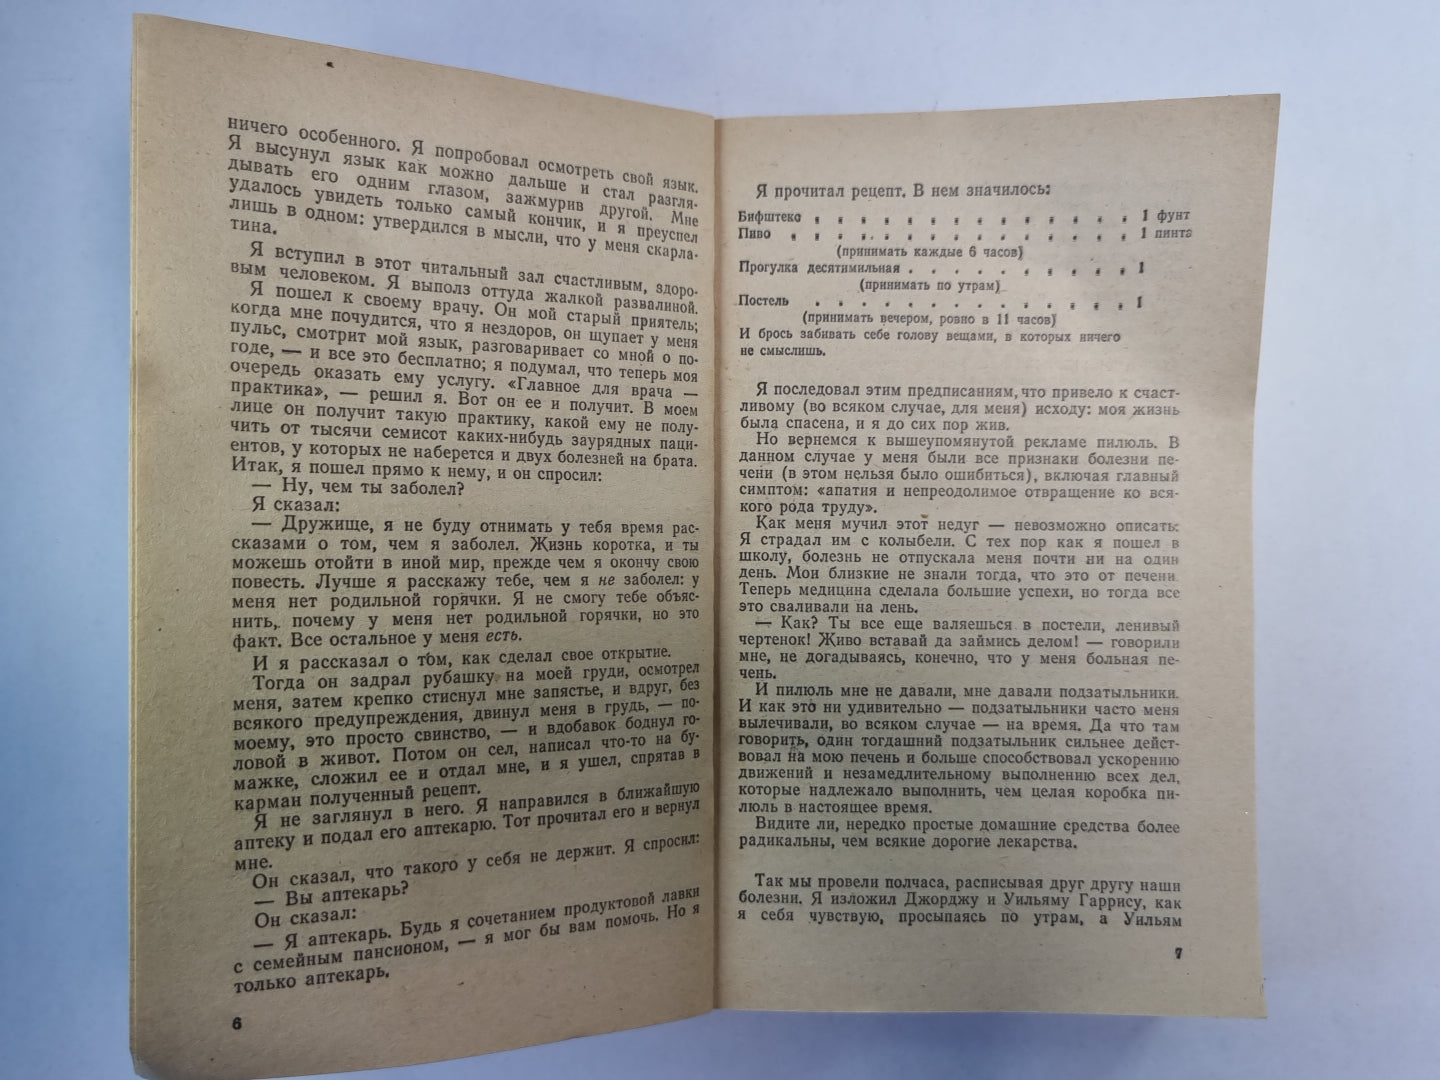 ничего особенного. Я попробовал осмотреть свой язык.
Я высунул язык как можно дальше и стал разгля-
дывать его одним глазом, зажмурив другой. Мне
удалось увидеть только самый кончик, и я преуспел
лишь в одном: утвердился в мысли, что у меня скарла-
тина.
Я вступил в этот читальный зал счастливым, здоро-
вым человеком. Я выполз оттуда жалкой развалиной.
Я пошел к своему врачу. Он мой старый приятель;
когда мне почудится, что я нездоров, он щупает у меня
пульс, смотрит мой язык, разговаривает со мной о по-
годе, — и все это бесплатно; я подумал, что теперь моя
очередь оказать ему услугу. «Главное для врача —
практика», — решил я. Вот он ее и получит. В моем
лице он получит такую практику, какой ему не полу-
чить от тысячи семисот каких-нибудь заурядных паци-
ентов, у которых не наберется и двух болезней на брата.
Итак, я пошел прямо к нему, и он спросил:
— Ну, чем ты заболел?
Я сказал:
— Дружище, я не буду отнимать у тебя время рас-
сказами о том, чем я заболел. Жизнь коротка, и ты
можешь отойти в иной мир, прежде чем я окончу свою
повесть. Лучше я расскажу тебе, чем я не заболел: у
меня нет родильной горячки. Я не смогу тебе объяс-
нить, почему у меня нет родильной горячки, но это
факт. Все остальное у меня есть.
И я рассказал о том, как сделал свое открытие.
Тогда он задрал рубашку на моей груди, осмотрел
меня, затем крепко стиснул мне запястье, и вдруг, без
всякого предупреждения, двинул меня в грудь, — по-
моему, это просто свинство, — и вдобавок боднул го-
ловой в живот. Потом он сел, написал что-то на бу-
мажке, сложил ее и отдал мне, и я ушел, спрятав в
карман полученный рецепт.
Я не заглянул в него. Я направился в ближайшую
аптеку и подал его аптекарю. Тот прочитал его и вернул
мне.
Он сказал, что такого у себя не держит. Я спросил:
— Вы аптекарь?
Он сказал:
— Я аптекарь. Будь я сочетанием продуктовой лавки
с семейным пансионом, — я мог бы вам помочь. Но я
только аптекарь.
6
Я прочитал рецепт. В нем значилось:
Бифштекс . . . . . . . . . . . . . . . 1 фунт
Пиво . . . . . . . . . . . . . . . . 1 пинта
(принимать каждые 6 часов)
Прогулка десятимильная . . . . . . . . . . 1
(принимать по утрам)
Постель . . . . . . . . . . . . . . . 1
(принимать вечером, ровно в 11 часов)
И брось забивать себе голову вещами, в которых ничего
не смыслишь.
Я последовал этим предписаниям, что привело к счаст-
ливому (во всяком случае, для меня) исходу: моя жизнь
была спасена, и я до сих пор жив.
Но вернемся к вышеупомянутой рекламе пилюль. В
данном случае у меня были все признаки болезни пе-
чени (в этом нельзя было ошибиться), включая главный
симптом: «апатия и непреодолимое отвращение ко вся-
кого рода труду».
Как меня мучил этот недуг — невозможно описать:
Я страдал им с колыбели. С тех пор как я пошел в
школу, болезнь не отпускала меня почти ни на один
день. Мои близкие не знали тогда, что это от печени.
Теперь медицина сделала большие успехи, но тогда все
это сваливали на лень.
— Как? Ты все еще валяешься в постели, ленивый
чертенок! Живо вставай да займись делом! — говорили
мне, не догадываясь, конечно, что у меня больная пе-
чень.
И пилюль мне не давали, мне давали подзатыльники.
И как это ни удивительно — подзатыльники часто меня
вылечивали, во всяком случае — на время. Да что там
говорить, один тогдашний подзатыльник сильнее дейст-
вовал на мою печень и больше способствовал ускорению
движений и незамедлительному выполнению всех дел,
которые надлежало выполнить, чем целая коробка пи-
люль в настоящее время.
Видите ли, нередко простые домашние средства более
радикальны, чем всякие дорогие лекарства.
Так мы провели полчаса, расписывая друг другу наши
болезни. Я изложил Джорджу и Уильяму Гаррису, как
я себя чувствую, просыпаясь по утрам, а Уильям
7